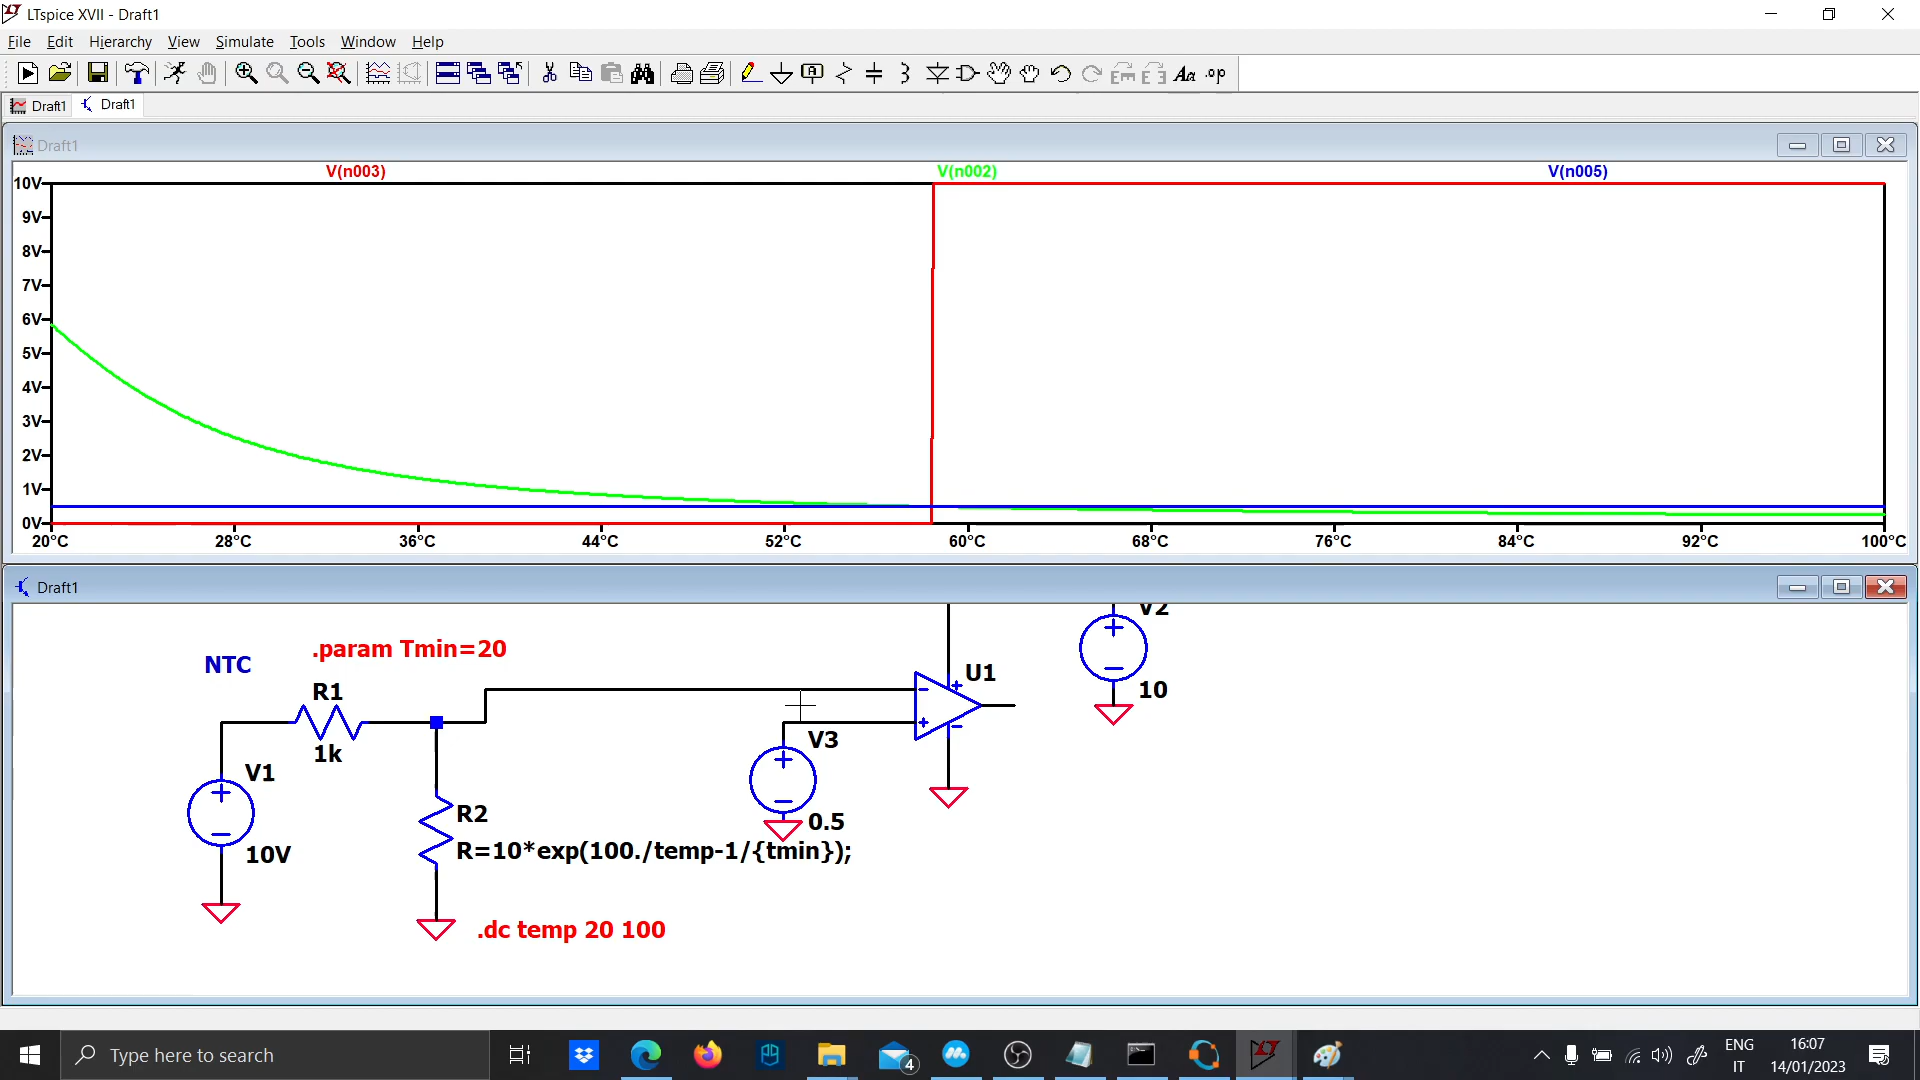 LTspice XVII - Draft1
File Edit Hierarchy View Simulate Tools Window Help
Draft1 Draft1
Draft1
V(n003) V(n002) V(n005)
10V
9V
8V
7V
6V
5V
4V
3V
2V
1V
0V
20°C 28°C 36°C 44°C 52°C 60°C 68°C 76°C 84°C 92°C 100°C
Draft1
V2
.param Tmin=20
NTC
U1
R1
10
V3
1k
V1
R2
0.5
10V
R=10*exp(100./temp-1/{tmin});
.dc temp 20 100
Type here to search
4
ENG
IT
16:07
14/01/2023